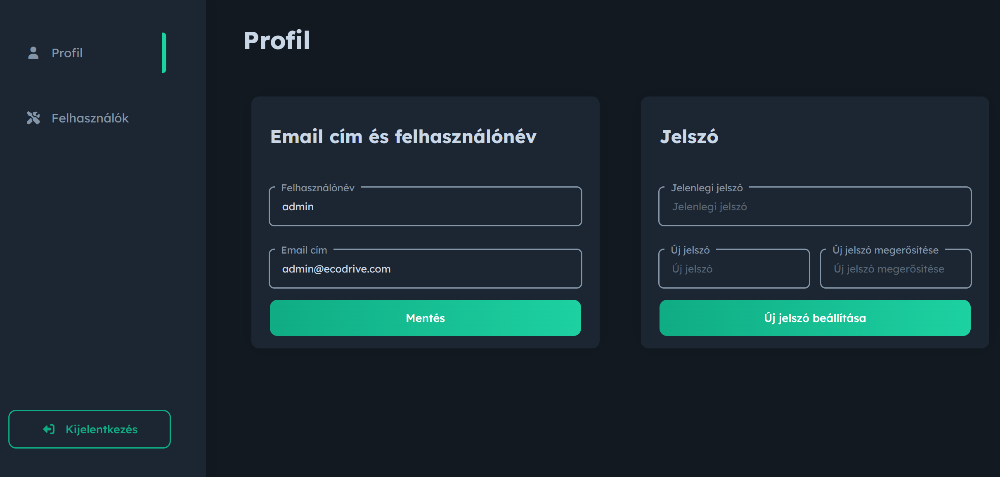 Profil
Felhasználók
Kijelentkezés
Profil
Email cím és felhasználónév
Felhasználónév
admin
Email cím
admin@ecodrive.com
Mentés
Jelszó
Jelenlegi jelszó
Jelenlegi jelszó
Új jelszó
Új jelszó
Új jelszó megerősítése
Új jelszó megerősítése
Új jelszó beállítása